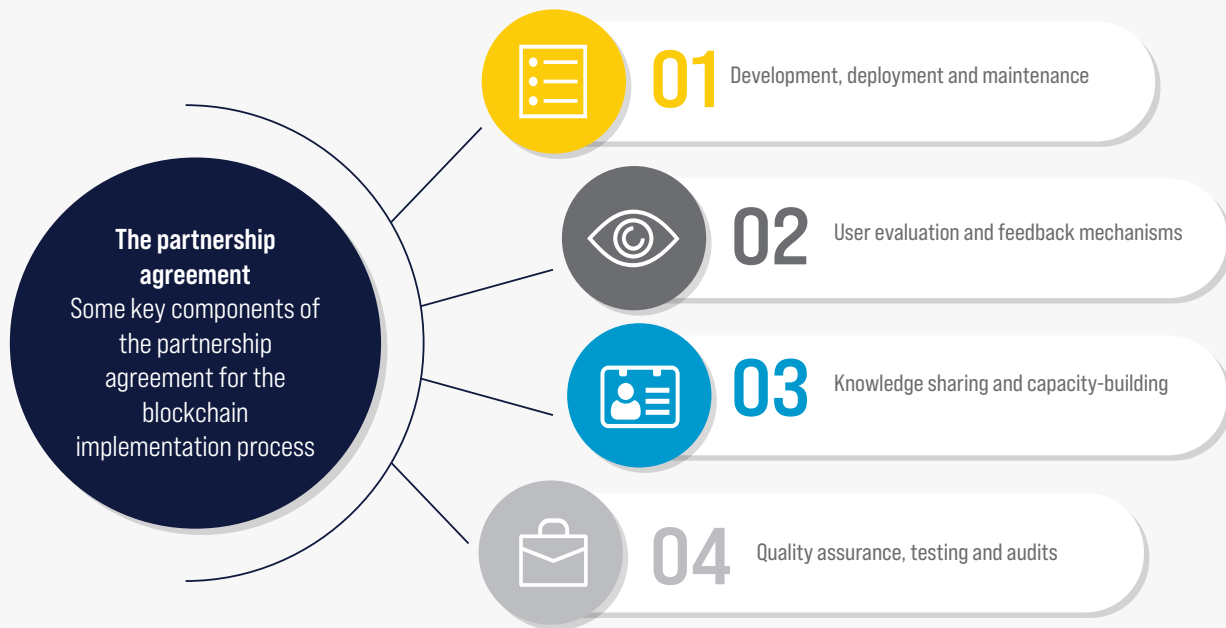 The partnership
agreement
Some key components of
the partnership
agreement for the
blockchain
implementation process
01 Development, deployment and maintenance
02 User evaluation and feedback mechanisms
03 Knowledge sharing and capacity-building
04 Quality assurance, testing and audits